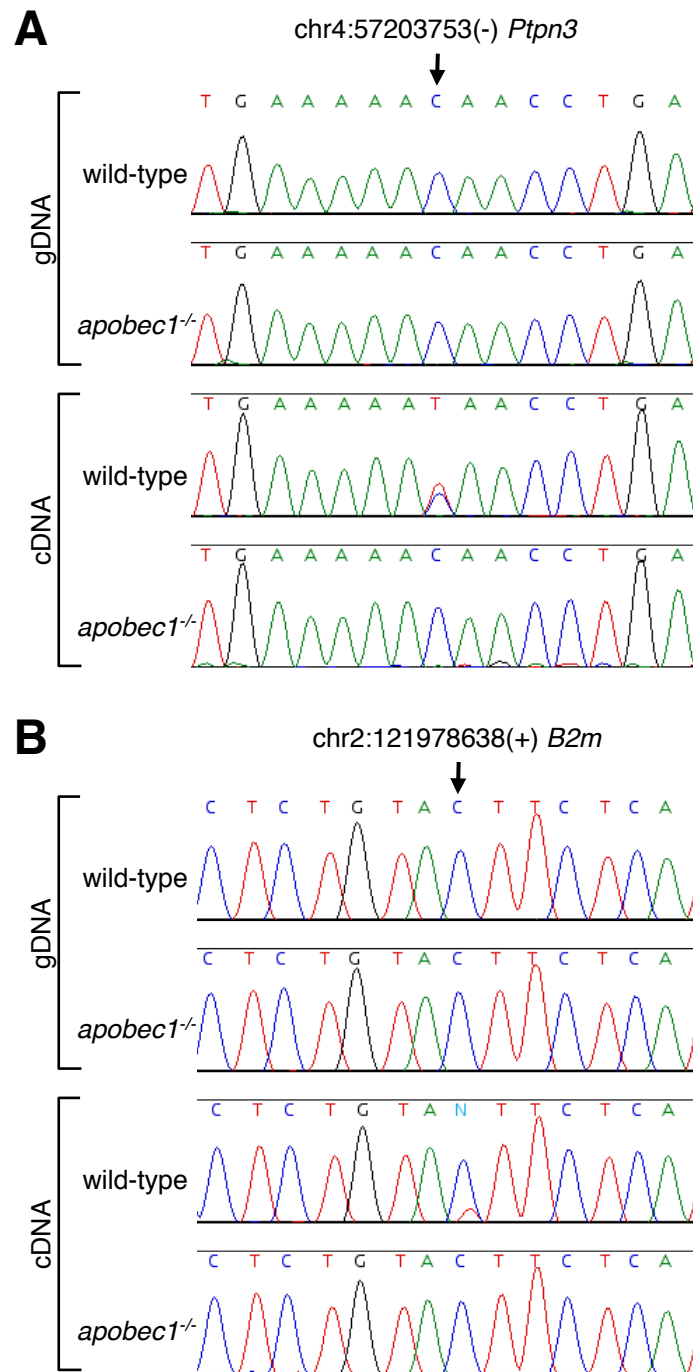 A
chr4:57203753(-) Ptpn3
T G A A A A A C A A C C T G A
wild-type
gDNA
T G A A A A A C A A C C T G A
apobec1-/-
T G A A A A A T A A C C T G A
wild-type
cDNA
T G A A A A A C A A C C T G A
apobec1-/-
B
chr2:121978638(+) B2m
C T C T G T A C T T C T C A
wild-type
gDNA
C T C T G T A C T T C T C A
apobec1-/-
C T C T G T A N T T C T C A
wild-type
cDNA
C T C T G T A C T T C T C A
apobec1-/-